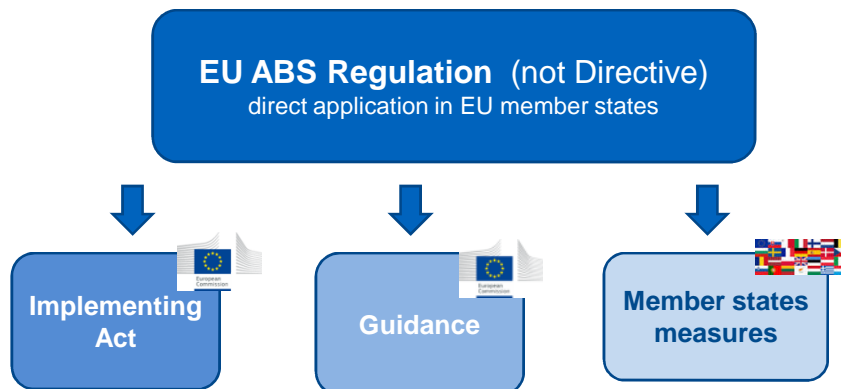 EU ABS Regulation (not Directive)
direct application in EU member states
European
Commission
Implementing
Act
European
Commission
Guidance
Member states
measures